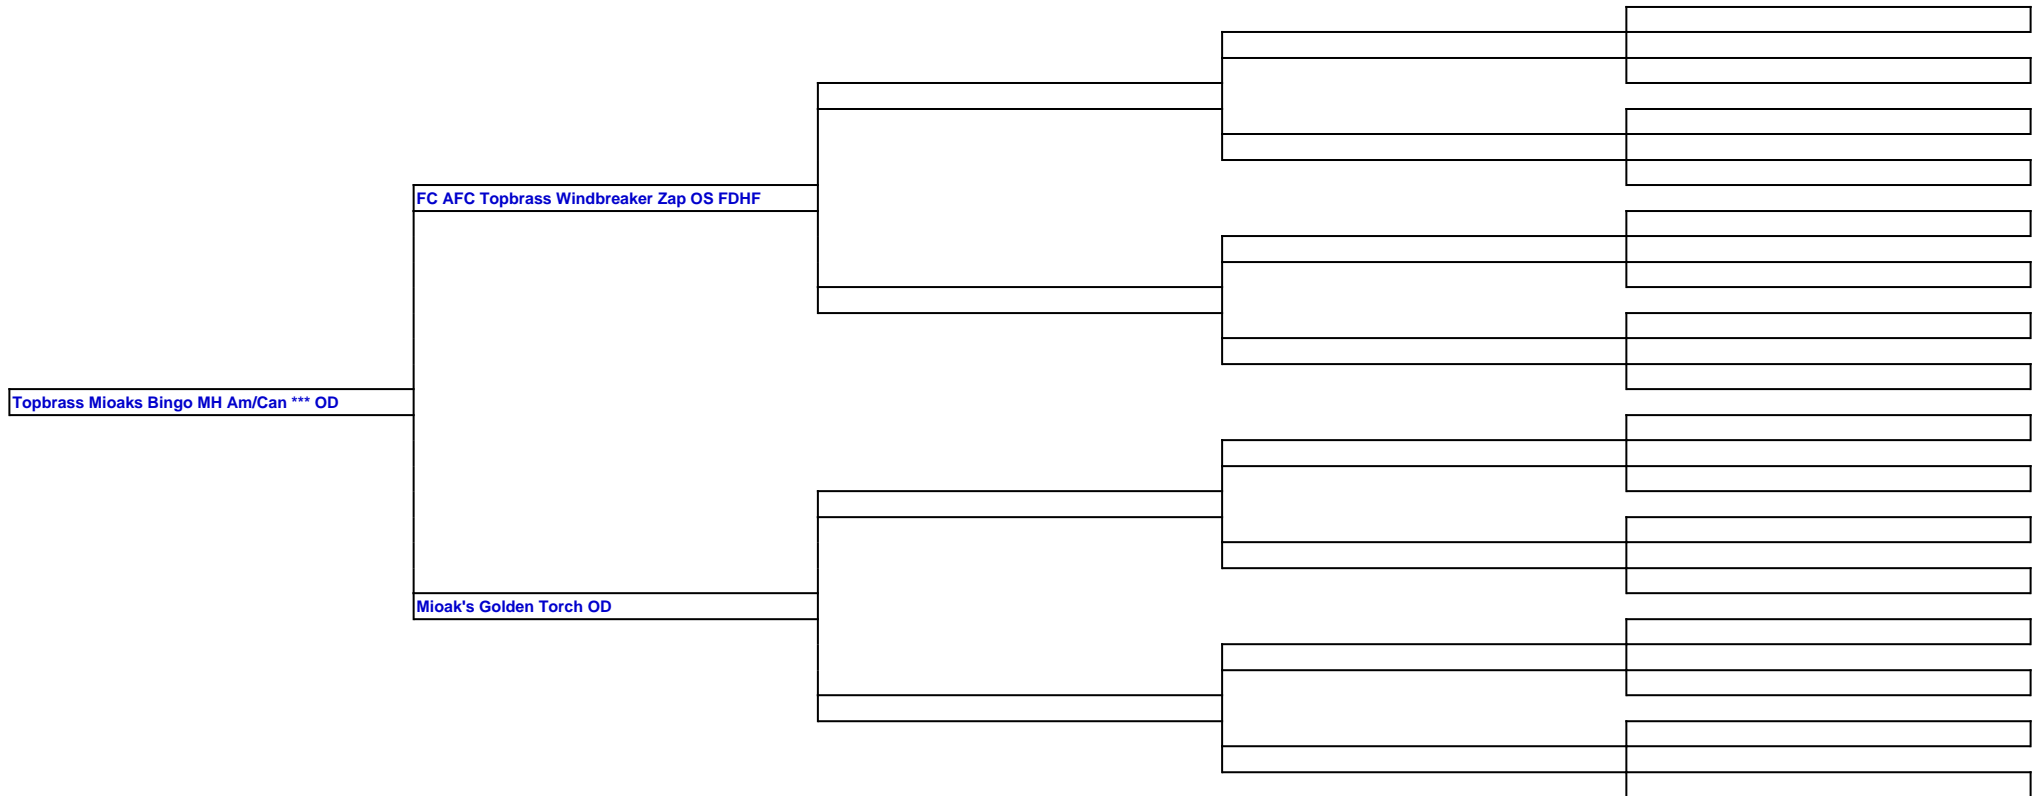 FC AFC Topbrass Windbreaker Zap OS FDHF
Topbrass Mioaks Bingo MH Am/Can *** OD
Mioak's Golden Torch OD